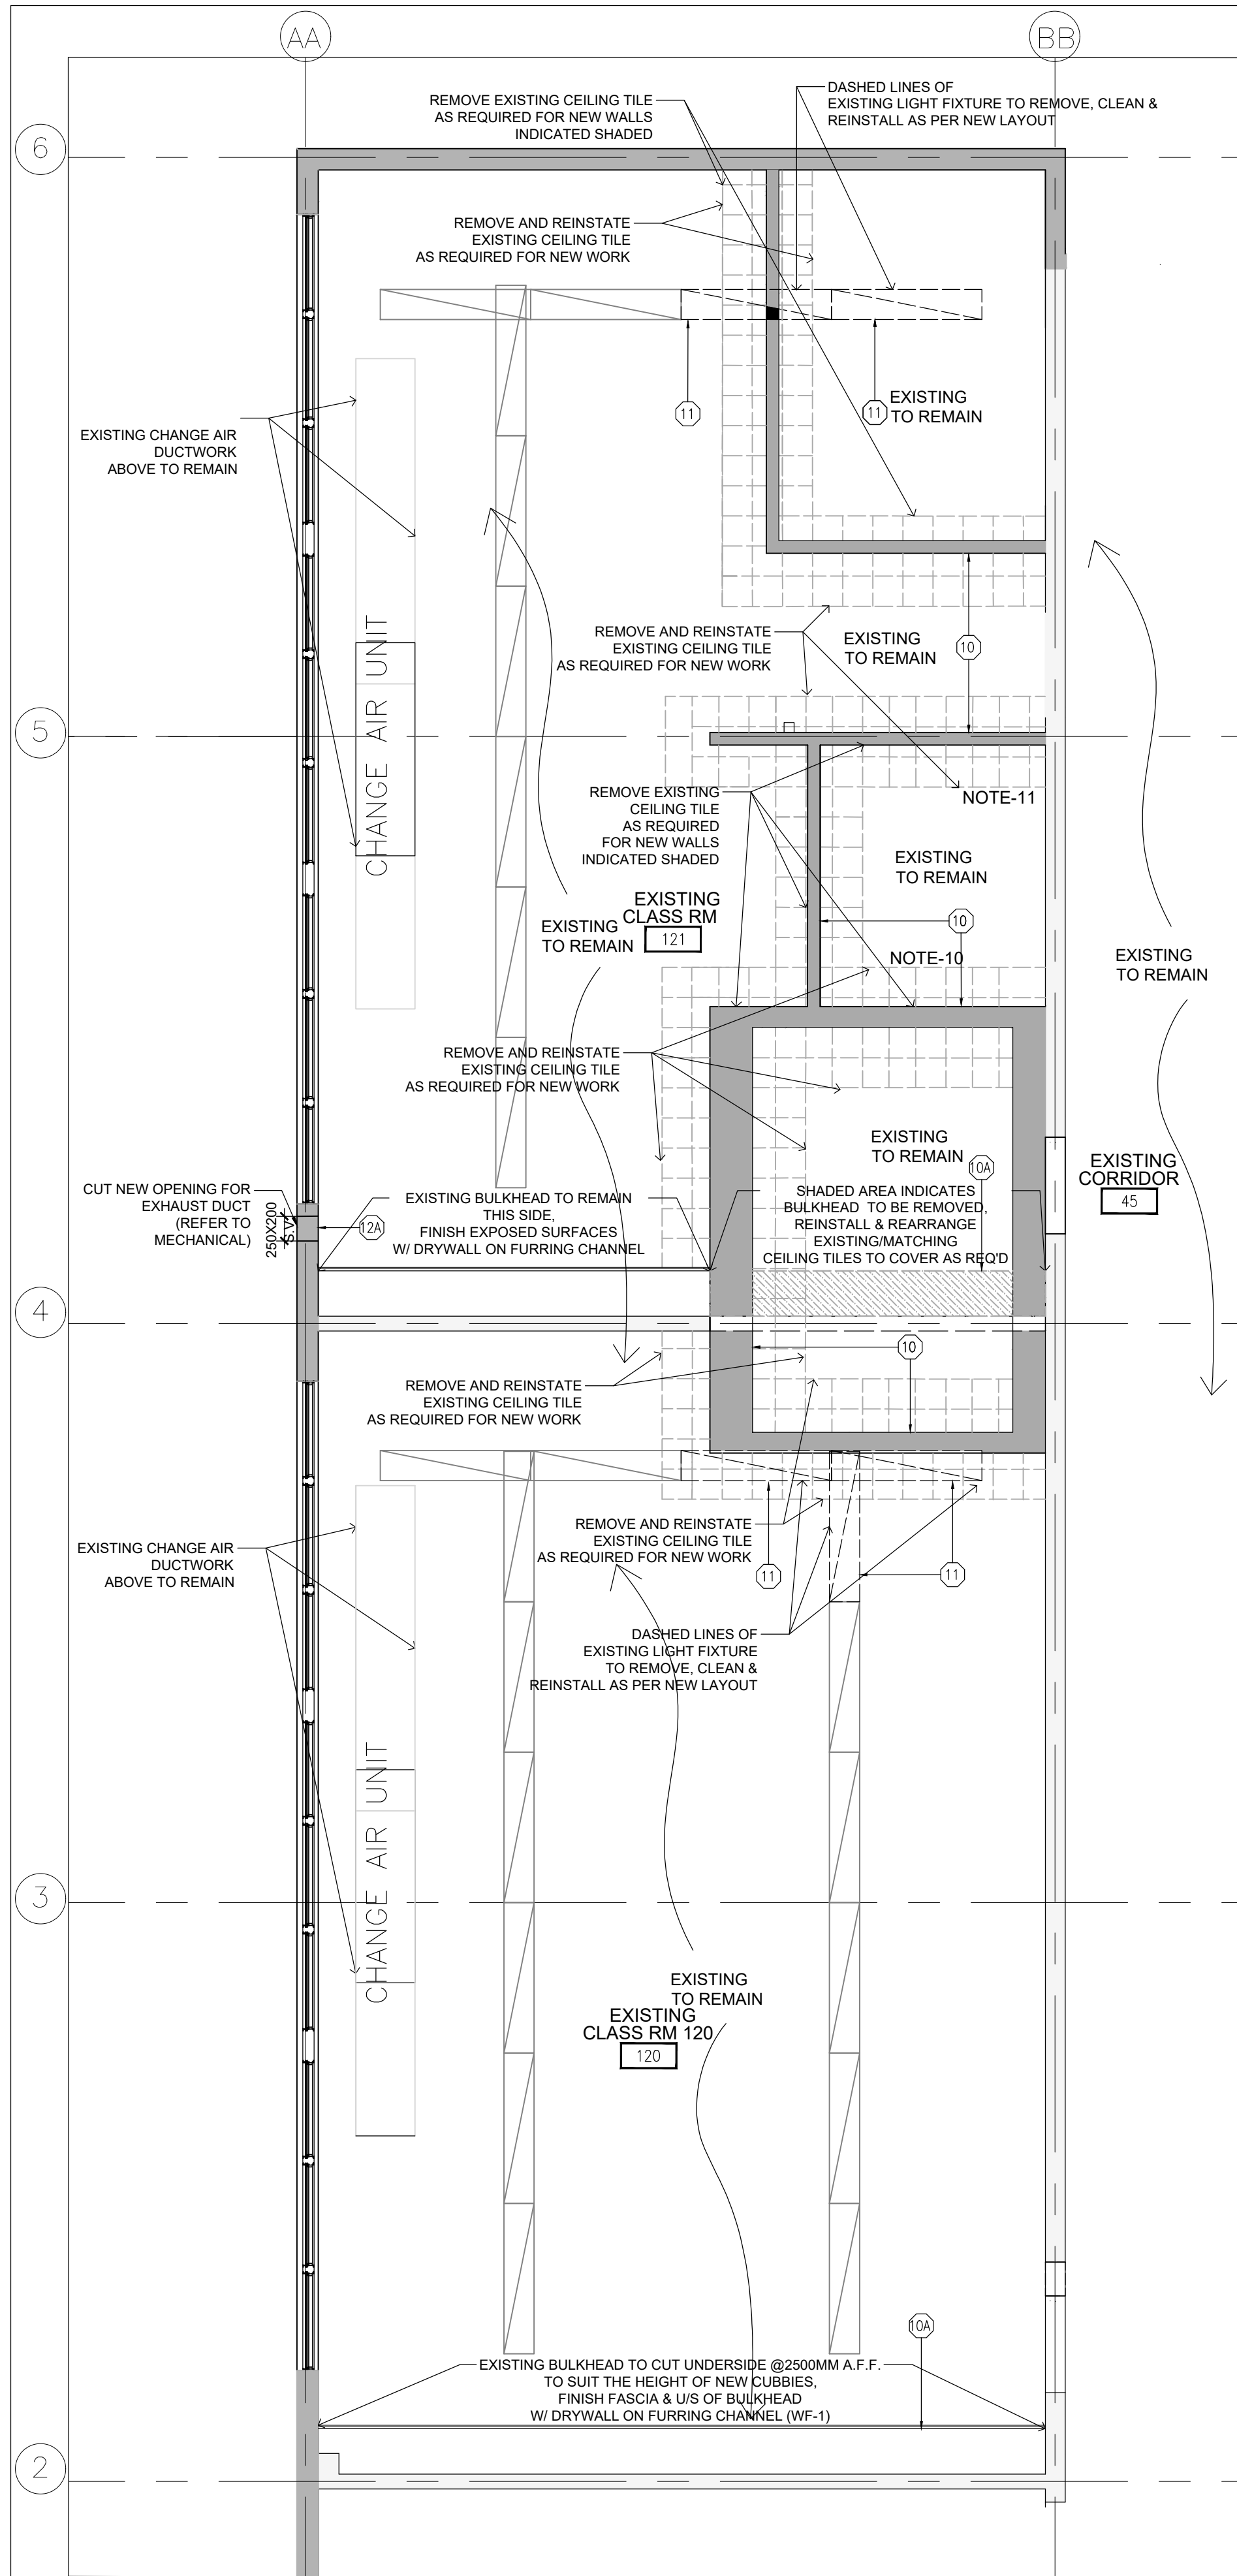 AA
BB
REMOVE EXISTING CEILING TILE
AS REQUIRED FOR NEW WALLS
INDICATED SHADED
DASHED LINES OF
EXISTING LIGHT FIXTURE TO REMOVE, CLEAN &
REINSTALL AS PER NEW LAYOUT
6
REMOVE AND REINSTATE
EXISTING CEILING TILE
AS REQUIRED FOR NEW WORK
11
11
EXISTING
TO REMAIN
EXISTING CHANGE AIR
DUCTWORK
ABOVE TO REMAIN
CHANGE AIR UNIT
REMOVE AND REINSTATE
EXISTING CEILING TILE
AS REQUIRED FOR NEW WORK
EXISTING
TO REMAIN
10
5
REMOVE EXISTING
CEILING TILE
AS REQUIRED
FOR NEW WALLS
INDICATED SHADED
NOTE-11
EXISTING
TO REMAIN
EXISTING
CLASS RM
121
EXISTING
TO REMAIN
10
NOTE-10
EXISTING
TO REMAIN
REMOVE AND REINSTATE
EXISTING CEILING TILE
AS REQUIRED FOR NEW WORK
EXISTING
TO REMAIN
10A
EXISTING
CORRIDOR
45
CUT NEW OPENING FOR
EXHAUST DUCT
(REFER TO
MECHANICAL)
250X200
S.V.
12A
EXISTING BULKHEAD TO REMAIN
THIS SIDE,
FINISH EXPOSED SURFACES
W/ DRYWALL ON FURRING CHANNEL
SHADED AREA INDICATES
BULKHEAD TO BE REMOVED,
REINSTALL & REARRANGE
EXISTING/MATCHING
CEILING TILES TO COVER AS REQ'D
4
10
REMOVE AND REINSTATE
EXISTING CEILING TILE
AS REQUIRED FOR NEW WORK
REMOVE AND REINSTATE
EXISTING CEILING TILE
AS REQUIRED FOR NEW WORK
11
11
EXISTING CHANGE AIR
DUCTWORK
ABOVE TO REMAIN
DASHED LINES OF
EXISTING LIGHT FIXTURE
TO REMOVE, CLEAN &
REINSTALL AS PER NEW LAYOUT
CHANGE AIR UNIT
3
EXISTING
TO REMAIN
EXISTING
CLASS RM 120
120
10A
EXISTING BULKHEAD TO CUT UNDERSIDE @2500MM A.F.F.
TO SUIT THE HEIGHT OF NEW CUBBIES,
FINISH FASCIA & U/S OF BULKHEAD
W/ DRYWALL ON FURRING CHANNEL (WF-1)
2